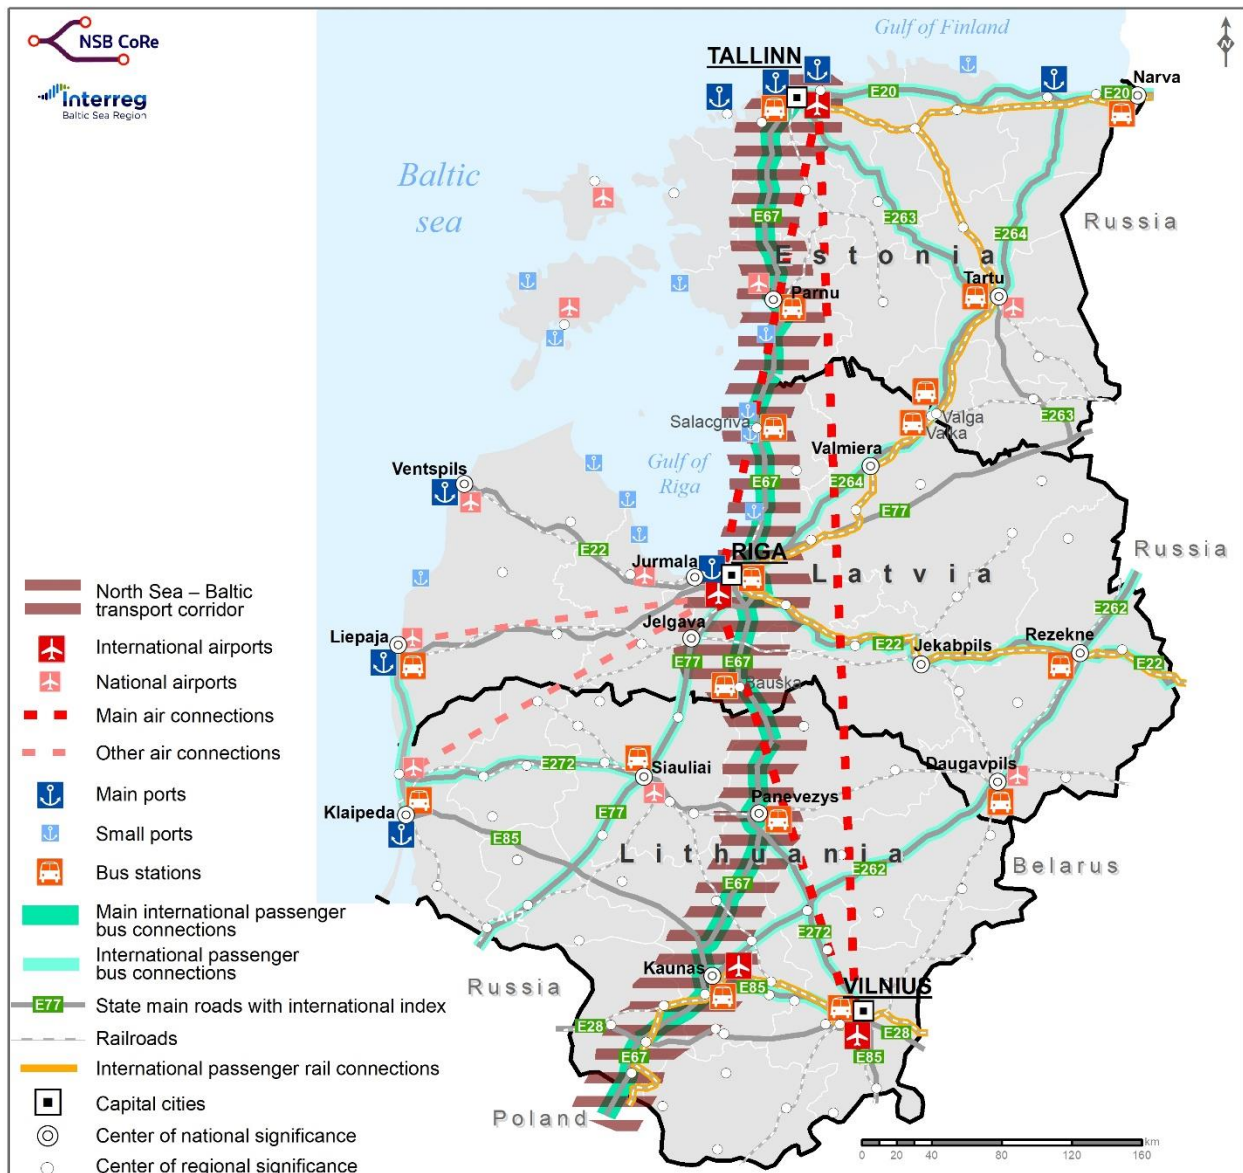 NSB CoRe
Interreg
Baltic Sea Region
Gulf of Finland
N
TALLINN
Narva
E20
E20
Baltic
sea
E67
E263
E264
Russia
Estonia
Tartu
Parnu
Salacgriva
Valga
Valka
E263
Valmiera
Ventspils
Gulf of
Riga
E67
E264
E77
E22
RIGA
Jurmala
Latvia
Russia
E262
Jelgava
Liepaja
E77
E67
E22
Jekabpils
Rezekne
E22
Bauska
E272
Siauliai
Daugavpils
Klaipeda
E77
Panevezys
E85
Lithuania
E262
Belarus
E67
A12
E272
Kaunas
E85
VILNIUS
Russia
E28
E28
E67
E85
Poland
North Sea – Baltic
transport corridor
International airports
National airports
Main air connections
Other air connections
Main ports
Small ports
Bus stations
Main international passenger
bus connections
International passenger
bus connections
E77 State main roads with international index
Railroads
International passenger rail connections
Capital cities
Center of national significance
Center of regional significance
km
0 20 40 80 120 160